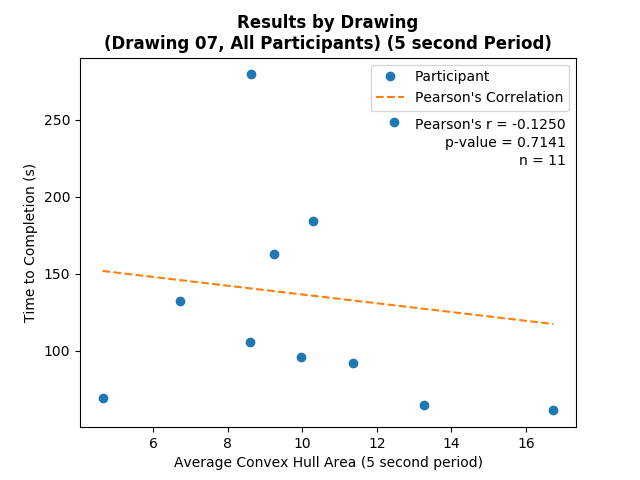 Results by Drawing
(Drawing 07, All Participants) (5 second Period)
Participant
Pearson's Correlation
Pearson's r = -0.1250
p-value = 0.7141
n = 11
Time to Completion (s)
250
200
150
100
6 8 10 12 14 16
Average Convex Hull Area (5 second period)